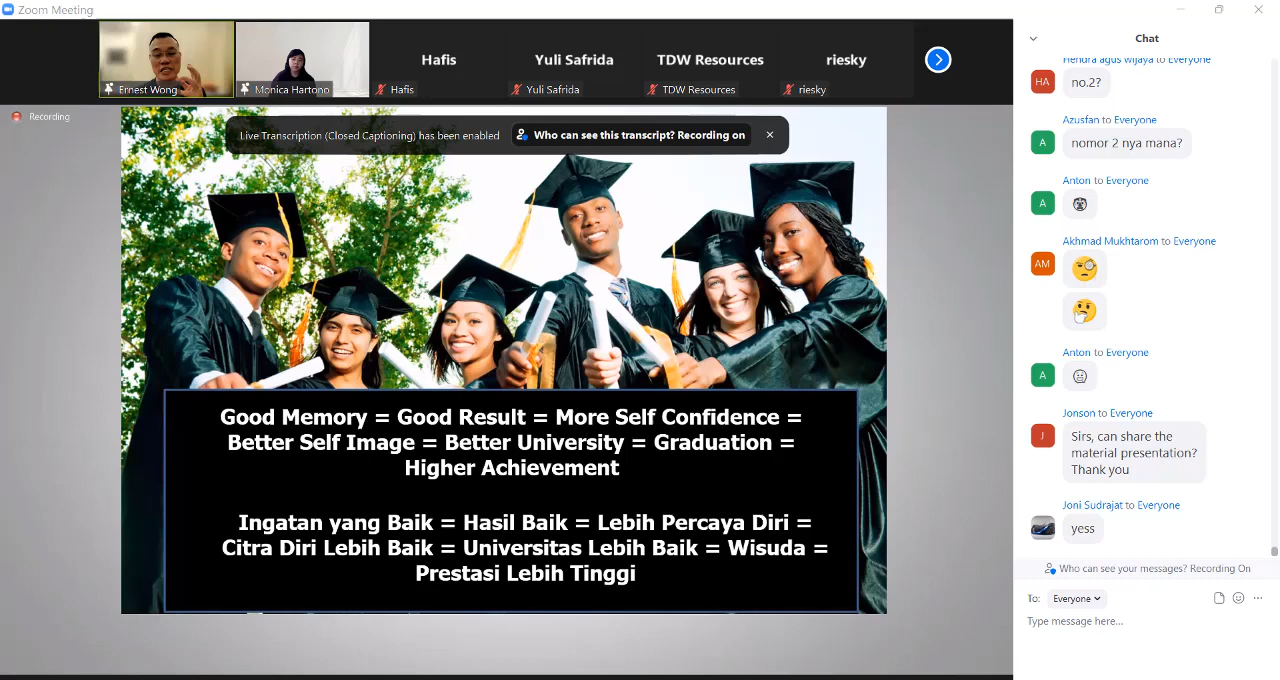 Zoom Meeting
Ernest Wong
Monica Hartono
Hafis
Hafis
Yuli Safrida
Yuli Safrida
TDW Resources
TDW Resources
riesky
riesky
Recording
Live Transcription (Closed Captioning) has been enabled
Who can see this transcript? Recording on
Good Memory = Good Result = More Self Confidence =
Better Self Image = Better University = Graduation =
Higher Achievement
Ingatan yang Baik = Hasil Baik = Lebih Percaya Diri =
Citra Diri Lebih Baik = Universitas Lebih Baik = Wisuda =
Prestasi Lebih Tinggi
Chat
Hendra agus wijaya to Everyone
HA
no.2?
Azusfan to Everyone
A
nomor 2 nya mana?
Anton to Everyone
A
Akhmad Mukhtarom to Everyone
AM
Anton to Everyone
A
Jonson to Everyone
J
Sirs, can share the
material presentation?
Thank you
Joni Sudrajat to Everyone
yess
Who can see your messages? Recording On
To: Everyone
Type message here...